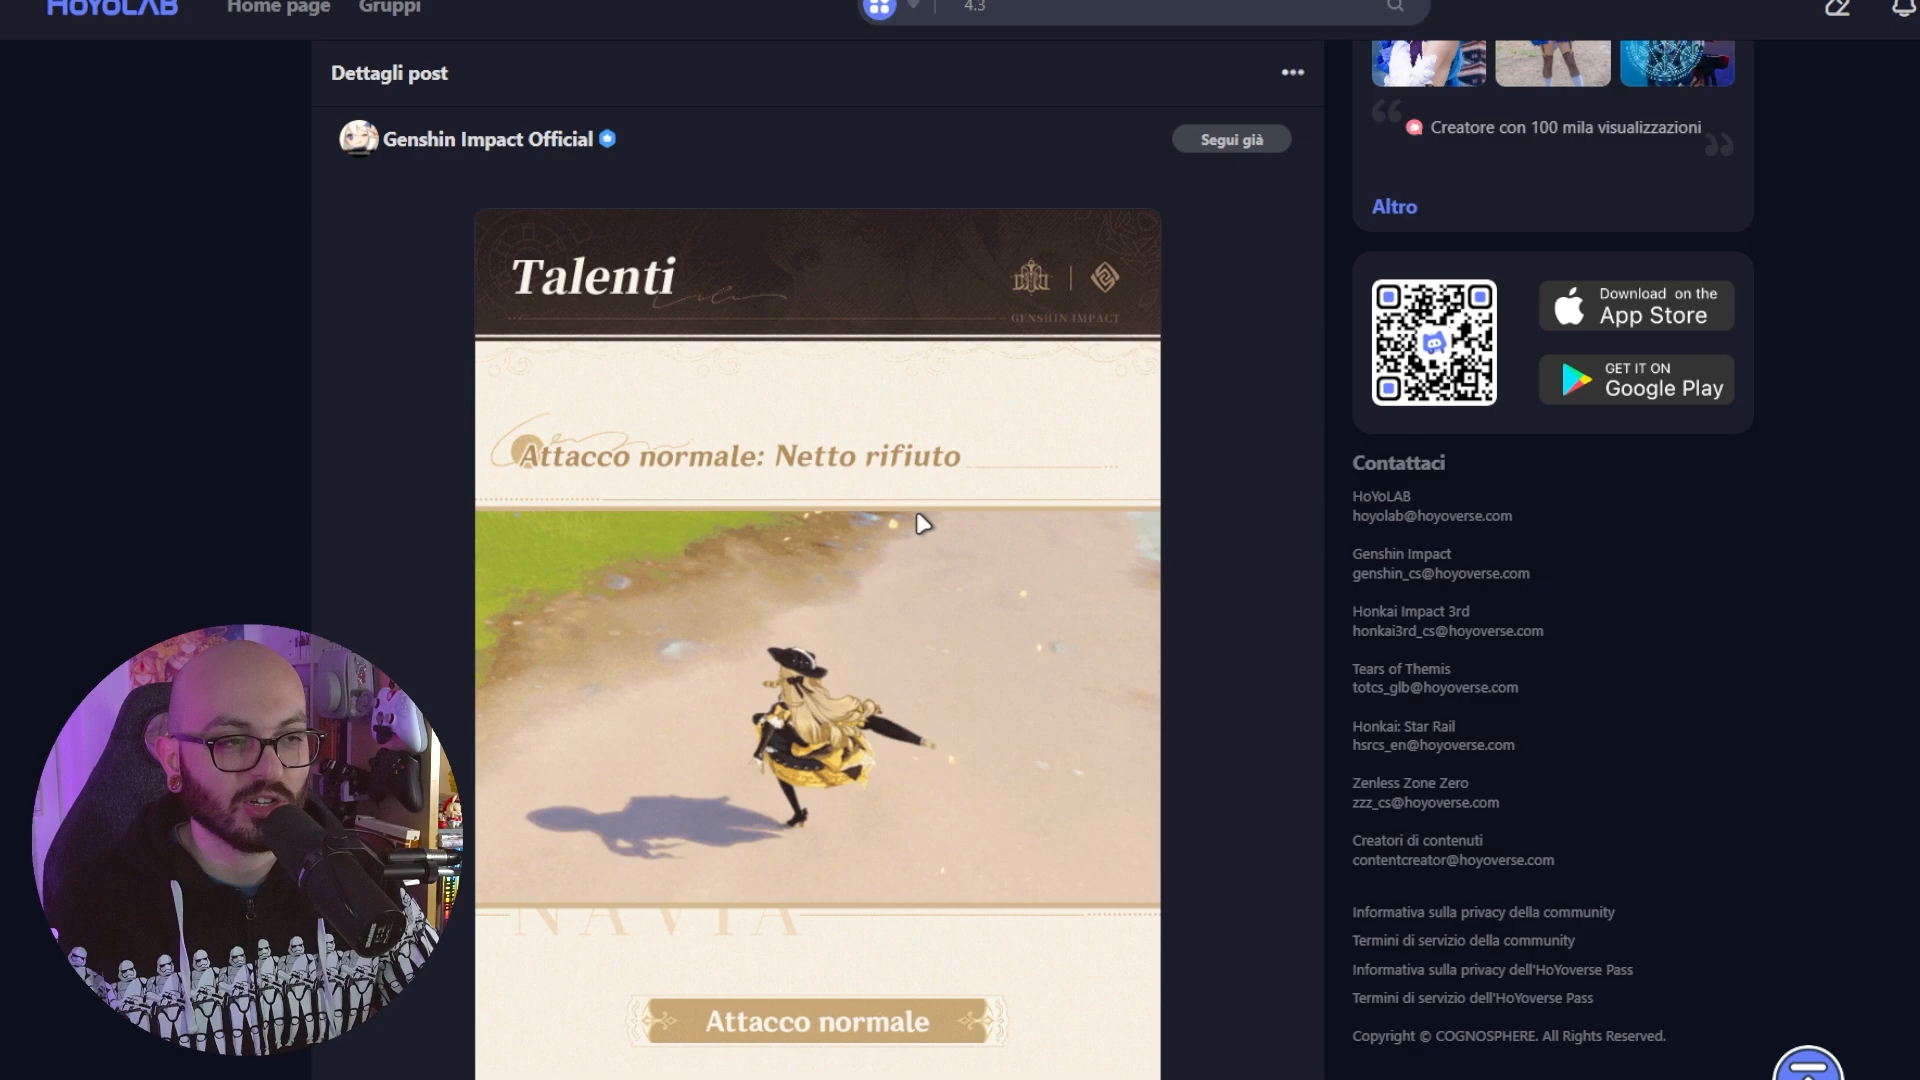 HOYOLAB
Home page
Gruppi
4.3
Dettagli post
Genshin Impact Official
Segui già
Talenti
GENSHIN IMPACT
Attacco normale: Netto rifiuto
NAVIA
Attacco normale
Creatore con 100 mila visualizzazioni
Altro
Download on the
App Store
GET IT ON
Google Play
Contattaci
HoYoLAB
hoyolab@hoyoverse.com
Genshin Impact
genshin_cs@hoyoverse.com
Honkai Impact 3rd
honkai3rd_cs@hoyoverse.com
Tears of Themis
totcs_glb@hoyoverse.com
Honkai: Star Rail
hsrcs_en@hoyoverse.com
Zenless Zone Zero
zzz_cs@hoyoverse.com
Creatori di contenuti
contentcreator@hoyoverse.com
Informativa sulla privacy della community
Termini di servizio della community
Informativa sulla privacy dell'HoYoverse Pass
Termini di servizio dell'HoYoverse Pass
Copyright © COGNOSPHERE. All Rights Reserved.